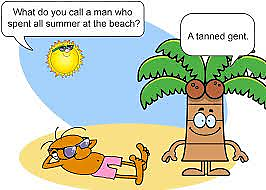 What do you call a man who
spent all summer at the beach?
A tanned gent.